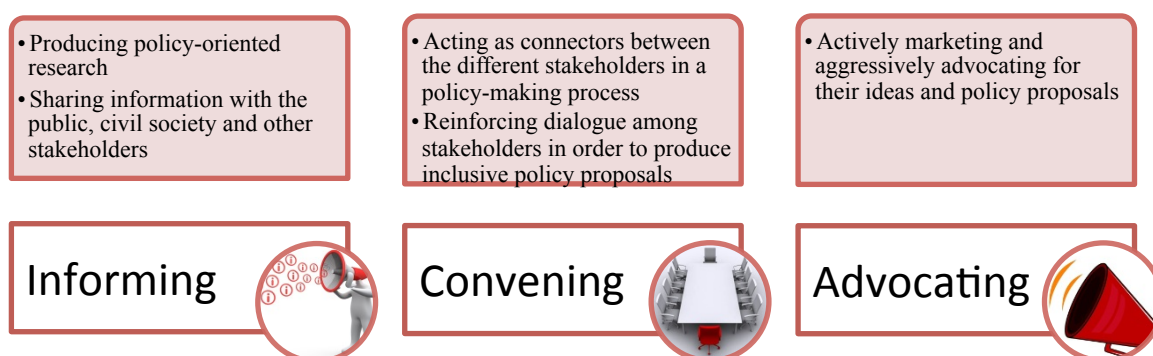 • Producing policy-oriented
research
• Sharing information with the
public, civil society and other
stakeholders
Informing
• Acting as connectors between
the different stakeholders in a
policy-making process
• Reinforcing dialogue among
stakeholders in order to produce
inclusive policy proposals
Convening
• Actively marketing and
aggressively advocating for
their ideas and policy proposals
Advocating